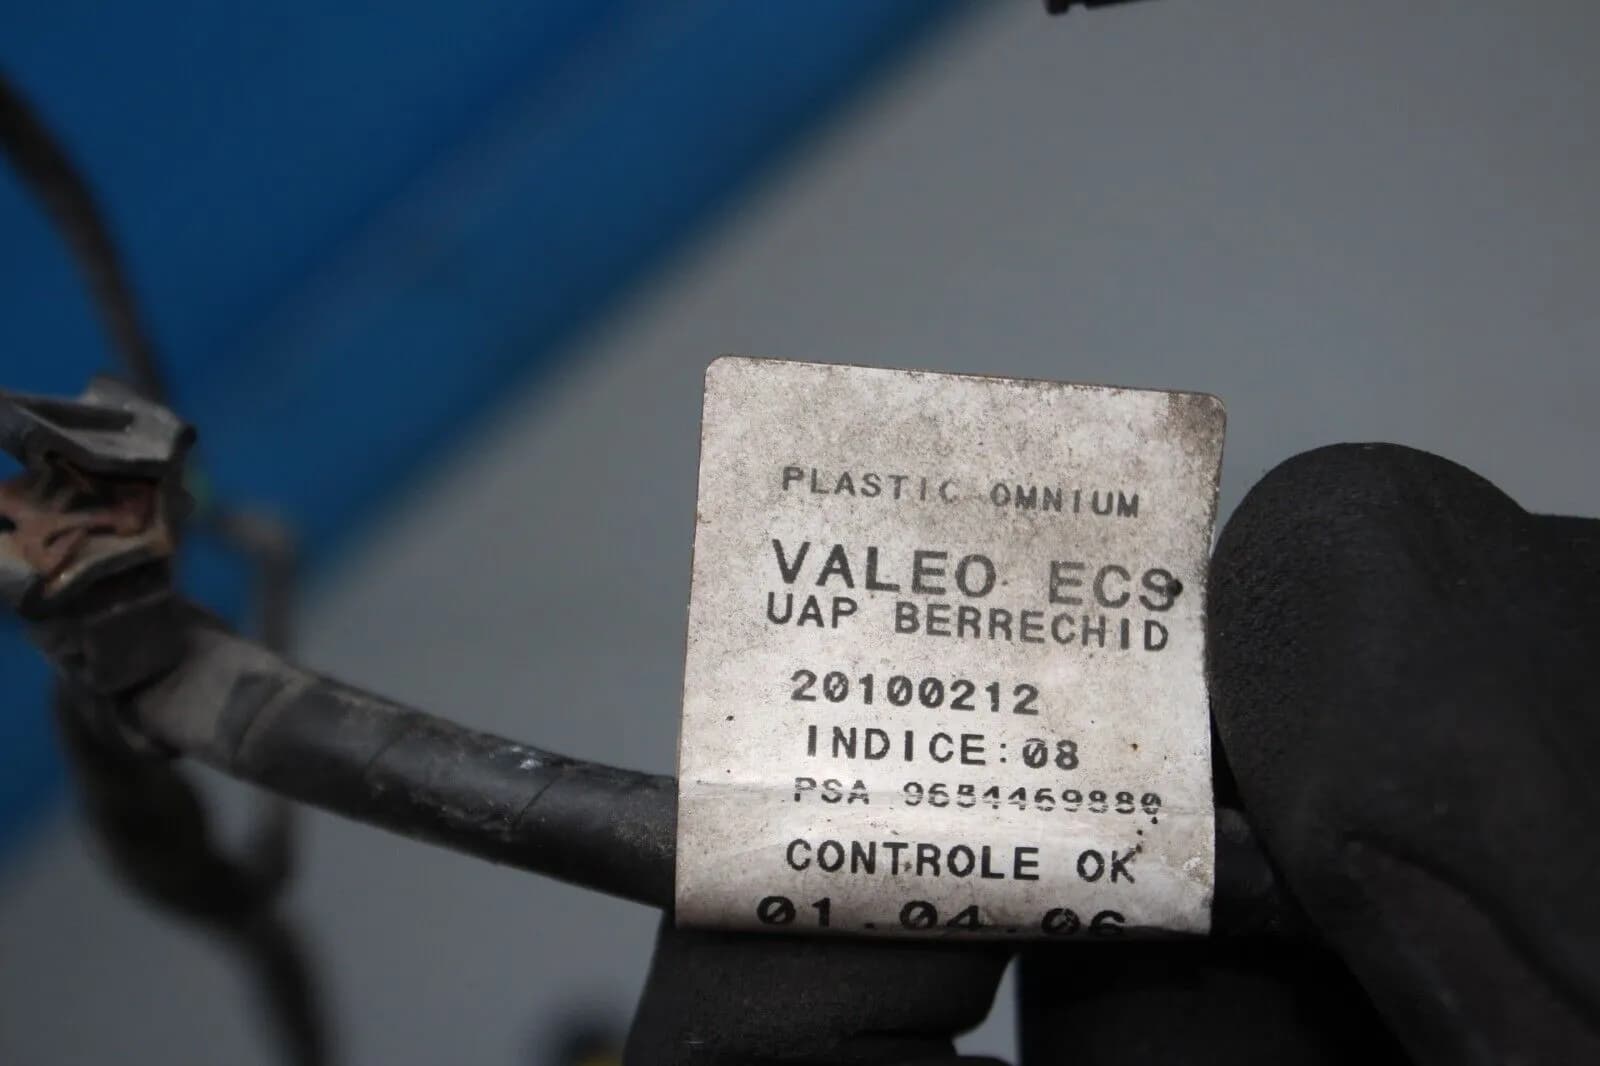 PLASTIC OMNIUM
VALEO ECS
UAP BERRECHID
20100212
INDICE:08
PSA 9654469880
CONTROLE OK
01.04.06